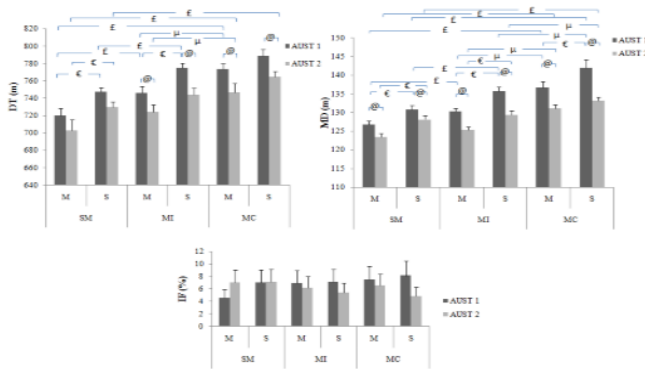 £
£
£
820
µ
AUST 1
800
£
µ
@
AUST 2
780
€
€
@
760
€
@
DT (m)
740
720
700
680
660
640
M S M S M S
SM MI MC
£
£
£
µ
150
£
µ
€
@
AUST 1
£
µ
145
£
€
@
140
€
@
@
€
@
135
MD (m)
130
125
120
115
110
M S M S M S
SM MI MC
12
10
8
6
4
2
0
IF (%)
AUST 1
AUST 2
M S M S M S
SM MI MC